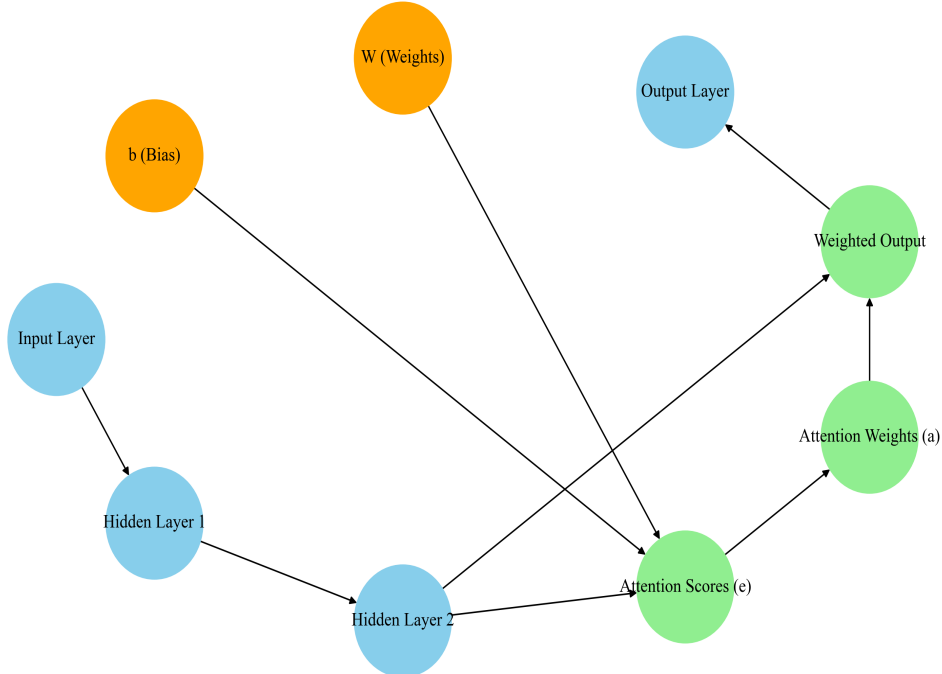 W (Weights)
Output Layer
b (Bias)
Weighted Output
Input Layer
Attention Weights (a)
Hidden Layer 1
Attention Scores (e)
Hidden Layer 2